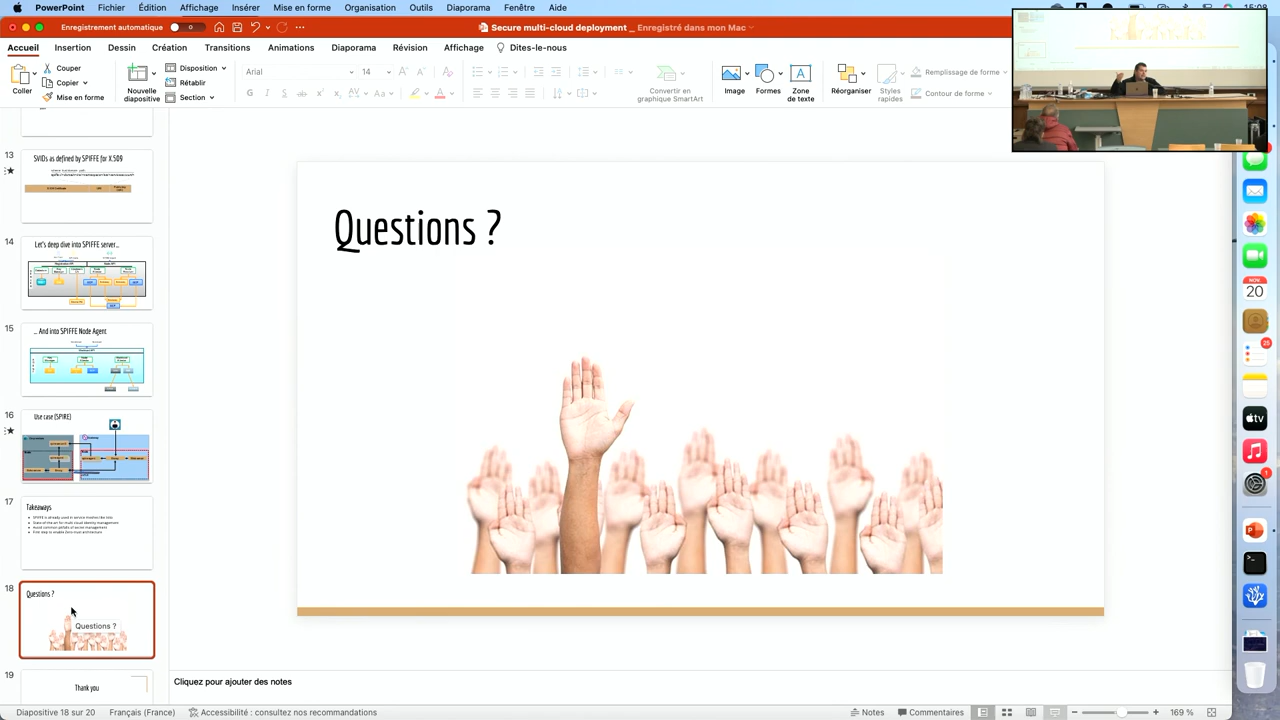 PowerPoint Fichier Édition Affichage Insérer Mise en forme Organisation Outils Diaporama Fenêtre Aide
15:08
Enregistrement automatique
Secure multi-cloud deployment _ Enregistré dans mon Mac
Accueil Insertion Dessin Création Transitions Animations Diaporama Révision Affichage Dites-le-nous
Coller
Couper
Copier
Mise en forme
Nouvelle diapositive
Disposition
Rétablir
Section
Arial 14
Convertir en graphique SmartArt
Image
Formes
Zone de texte
Réorganiser
Styles rapides
Remplissage de forme
Contour de forme
13
SVIDs as defined by SPIFFE for X.509
14
Let's deep dive into SPIFFE server...
15
... And into SPIFFE Node Agent
16
Use case (SPIRE)
17
Takeaways
18
Questions ?
Questions ?
19
Thank you
Questions ?
NOV.
20
25
1
tv
Cliquez pour ajouter des notes
Diapositive 18 sur 20 Français (France) Accessibilité : consultez nos recommandations Notes Commentaires 169 %